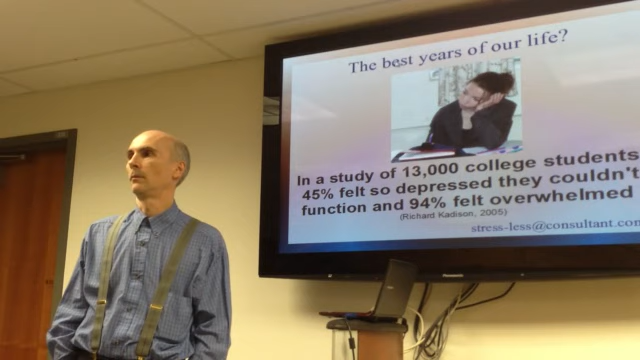 The best years of our life?
In a study of 13,000 college students
45% felt so depressed they couldn't
function and 94% felt overwhelmed
(Richard Kadison, 2005)
stress-less@consultant.com
Panasonic